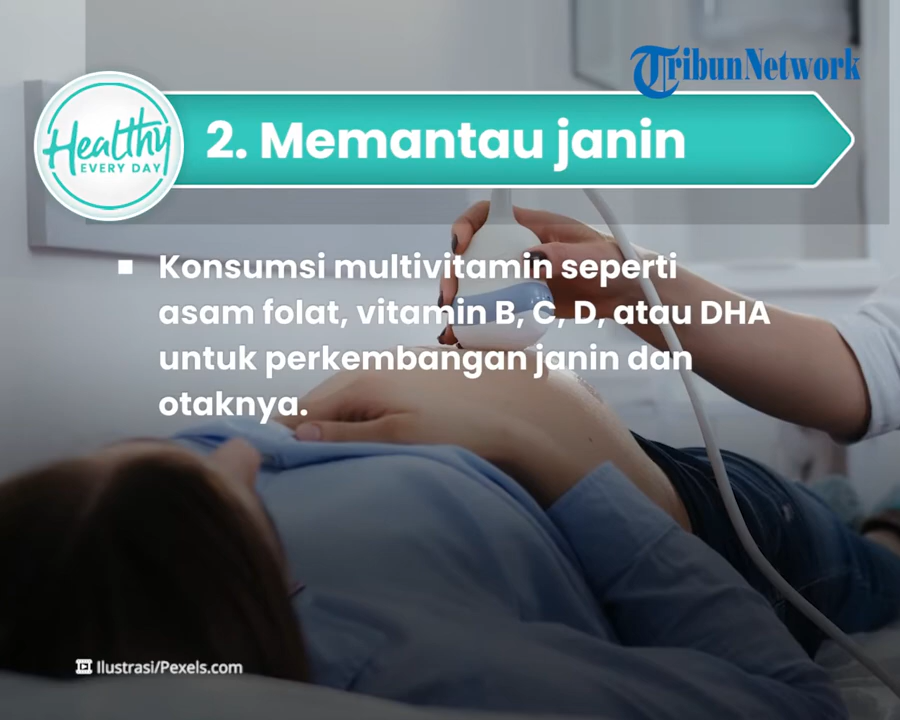 TribunNetwork
Healthy
EVERY DAY
2. Memantau janin
Konsumsi multivitamin seperti
asam folat, vitamin B, C, D, atau DHA
untuk perkembangan janin dan
otaknya.
Ilustrasi/Pexels.com